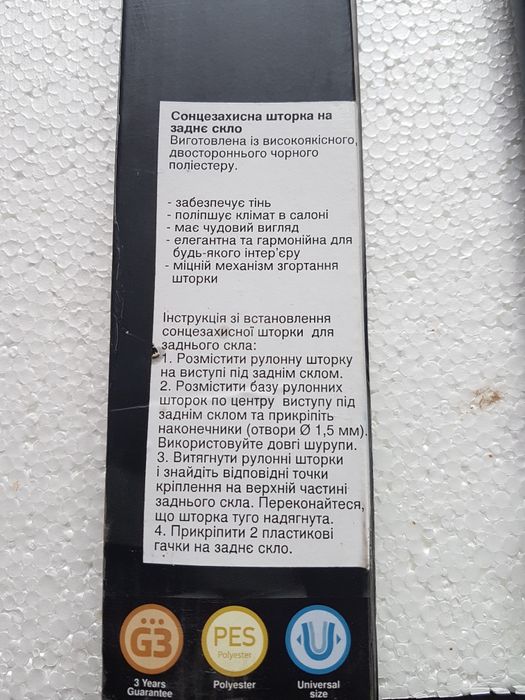 Сонцезахисна шторка на
заднє скло
Виготовлена із високоякісного,
двостороннього чорного
поліестеру.
- забезпечує тінь
- поліпшує клімат в салоні
- має чудовий вигляд
- елегантна та гармонійна для
будь-якого інтер'єру
- міцній механізм згортання
шторки
Інструкція зі встановлення
сонцезахисної шторки для
заднього скла:
1. Розмістити рулонну шторку
на виступі під заднім склом.
2. Розмістити базу рулонних
шторок по центру виступу під
заднім склом та прикріпіть
наконечники (отвори Ø 1,5 мм).
Використовуйте довгі шурупи.
3. Витягнути рулонні шторки
і знайдіть відповідні точки
кріплення на верхній частині
заднього скла. Переконайтеся,
що шторка туго надягнута.
4. Прикріпити 2 пластикові
гачки на заднє скло.
G3
3 Years
Guarantee
PES
Polyester
Polyester
U
Universal
size